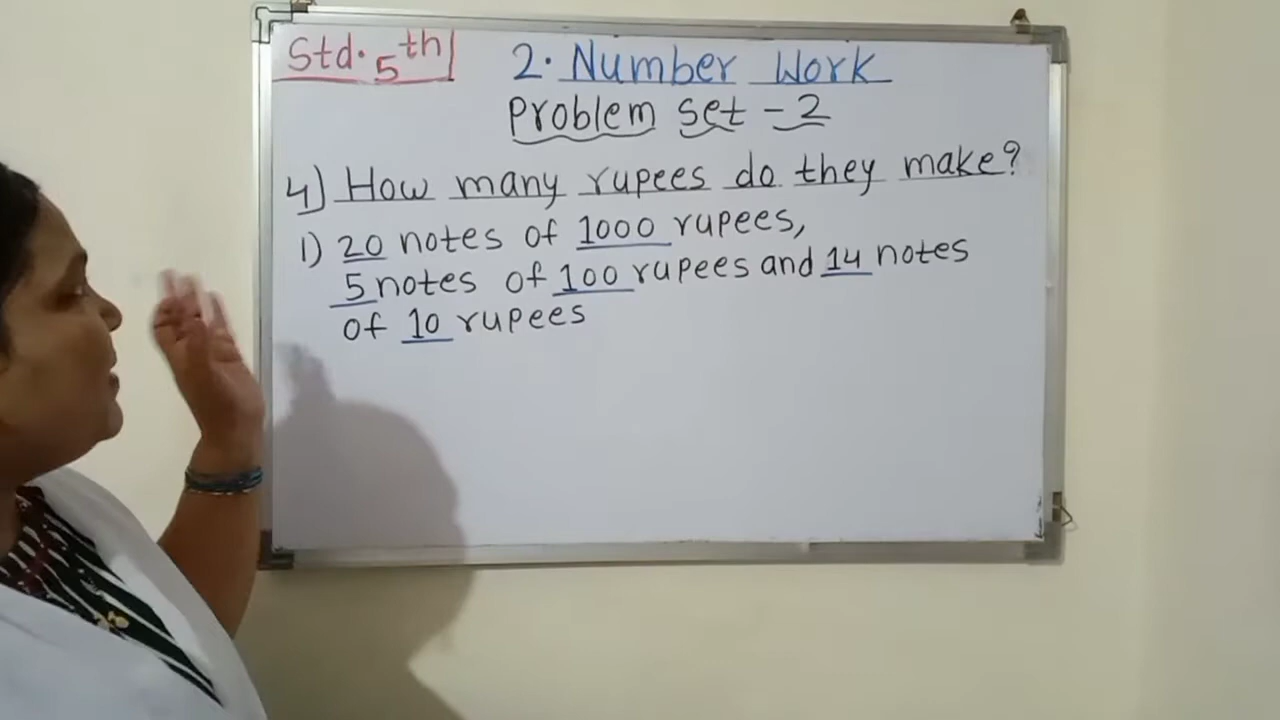 Std. 5th
2. Number Work
Problem set - 2
4) How many rupees do they make?
1) 20 notes of 1000 rupees,
5 notes of 100 rupees and 14 notes
of 10 rupees